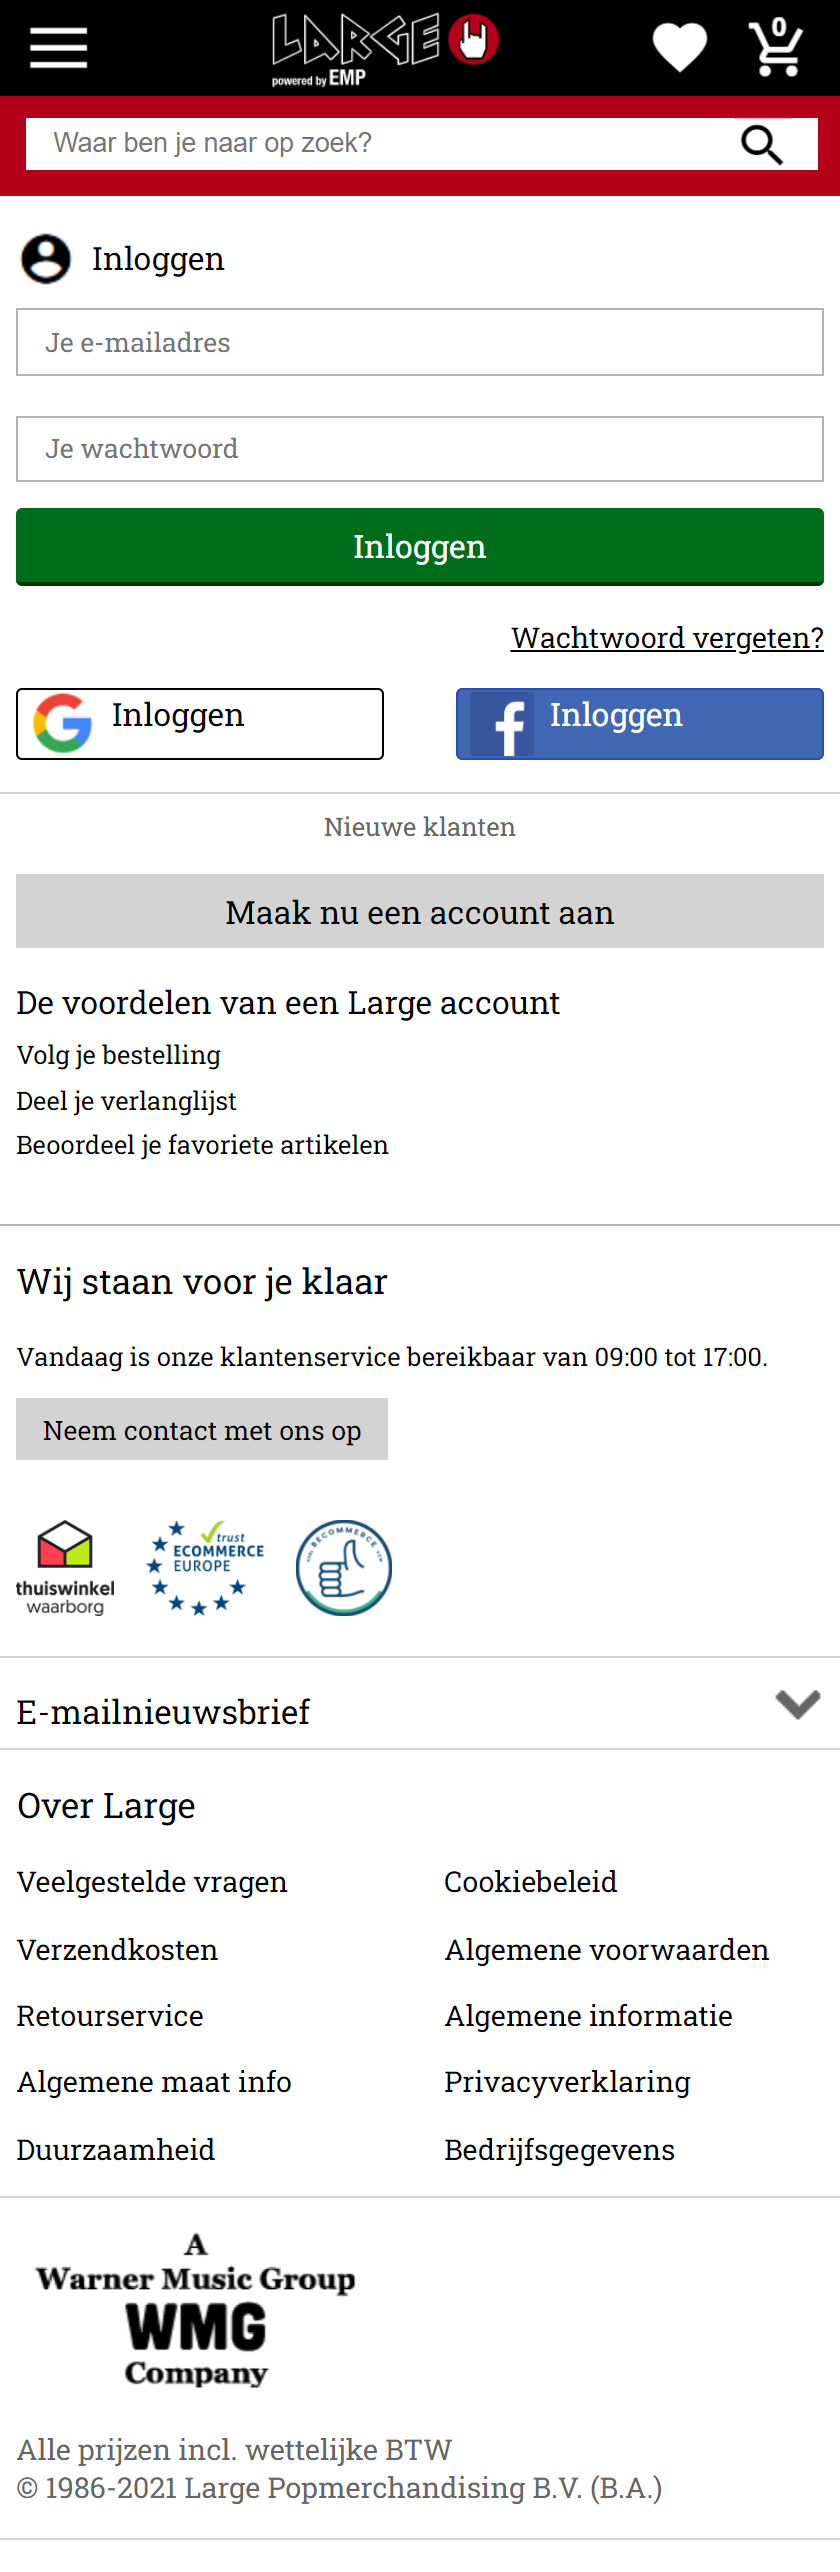 LARGE
powered by EMP
0
Waar ben je naar op zoek?
Inloggen
Je e-mailadres
Je wachtwoord
Inloggen
Wachtwoord vergeten?
Inloggen
Inloggen
Nieuwe klanten
Maak nu een account aan
De voordelen van een Large account
Volg je bestelling
Deel je verlanglijst
Beoordeel je favoriete artikelen
Wij staan voor je klaar
Vandaag is onze klantenservice bereikbaar van 09:00 tot 17:00.
Neem contact met ons op
thuiswinkel
waarborg
trust
ECOMMERCE
EUROPE
BECOMMERCE
E-mailnieuwsbrief
Over Large
Veelgestelde vragen
Cookiebeleid
Verzendkosten
Algemene voorwaarden
Retourservice
Algemene informatie
Algemene maat info
Privacyverklaring
Duurzaamheid
Bedrijfsgegevens
A
Warner Music Group
WMG
Company
Alle prijzen incl. wettelijke BTW
© 1986-2021 Large Popmerchandising B.V. (B.A.)